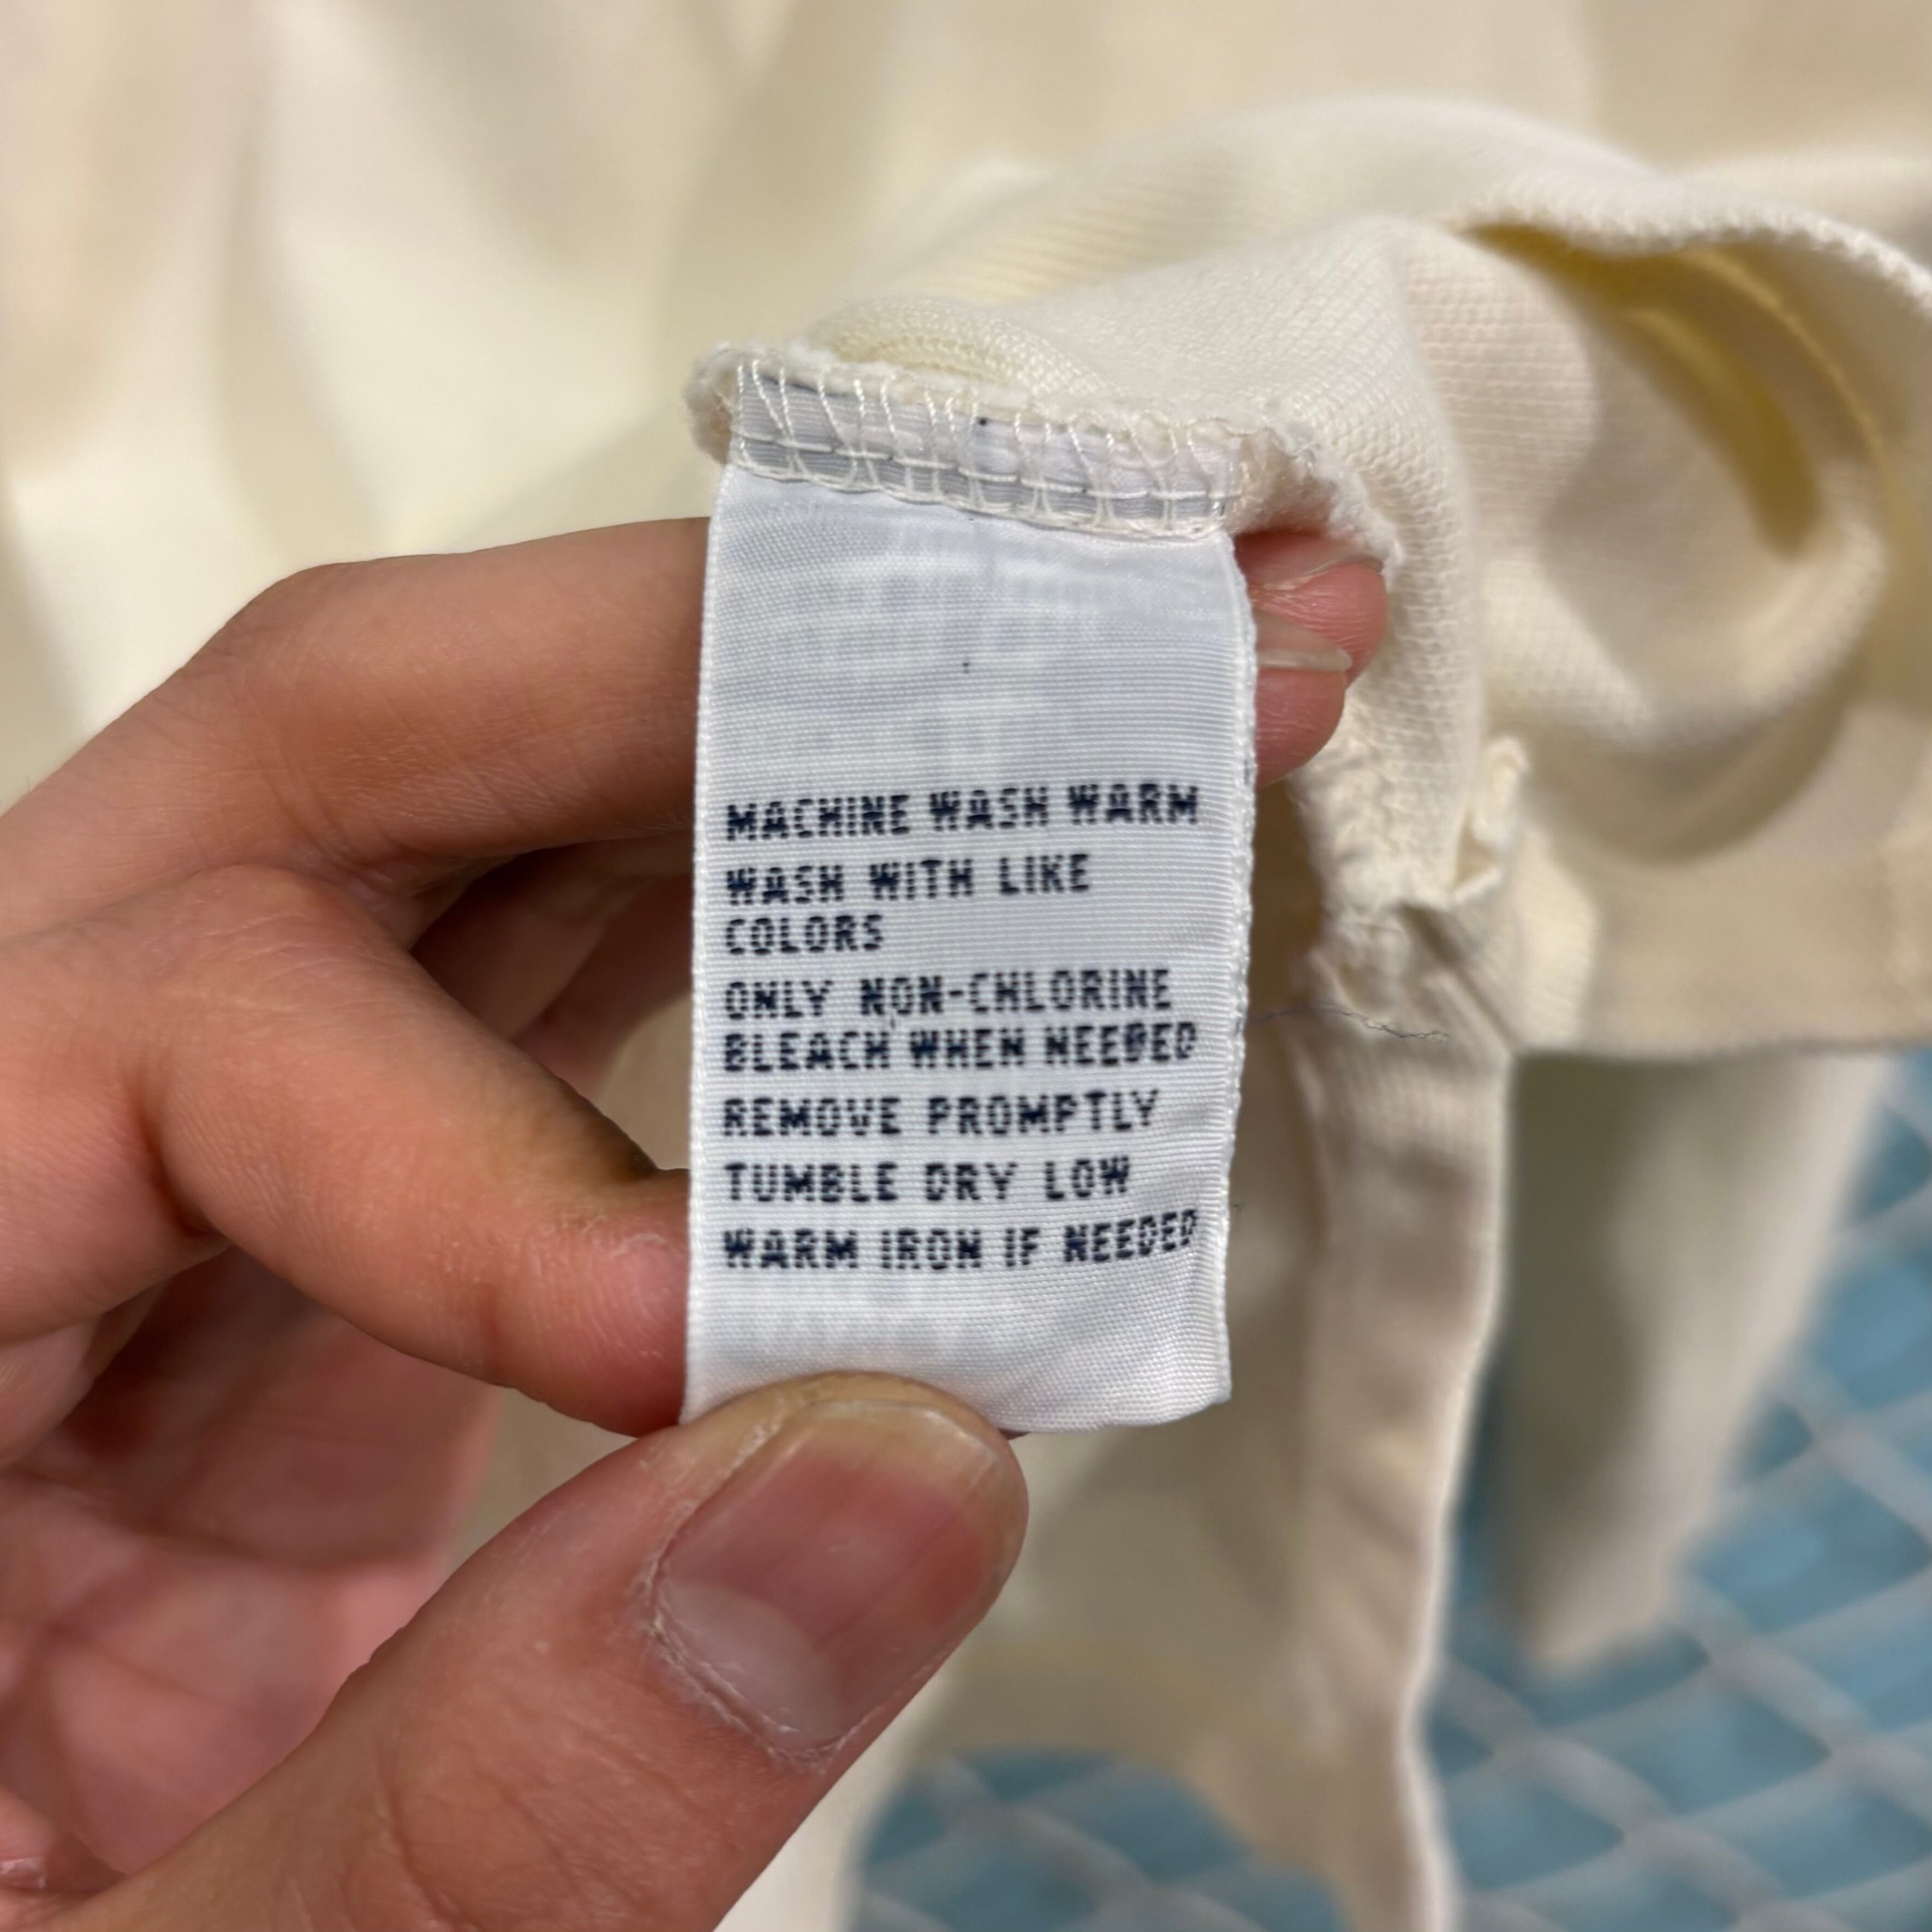 MACHINE WASH WARM
WASH WITH LIKE
COLORS
ONLY NON-CHLORINE
BLEACH WHEN NEEDED
REMOVE PROMPTLY
TUMBLE DRY LOW
WARM IRON IF NEEDED